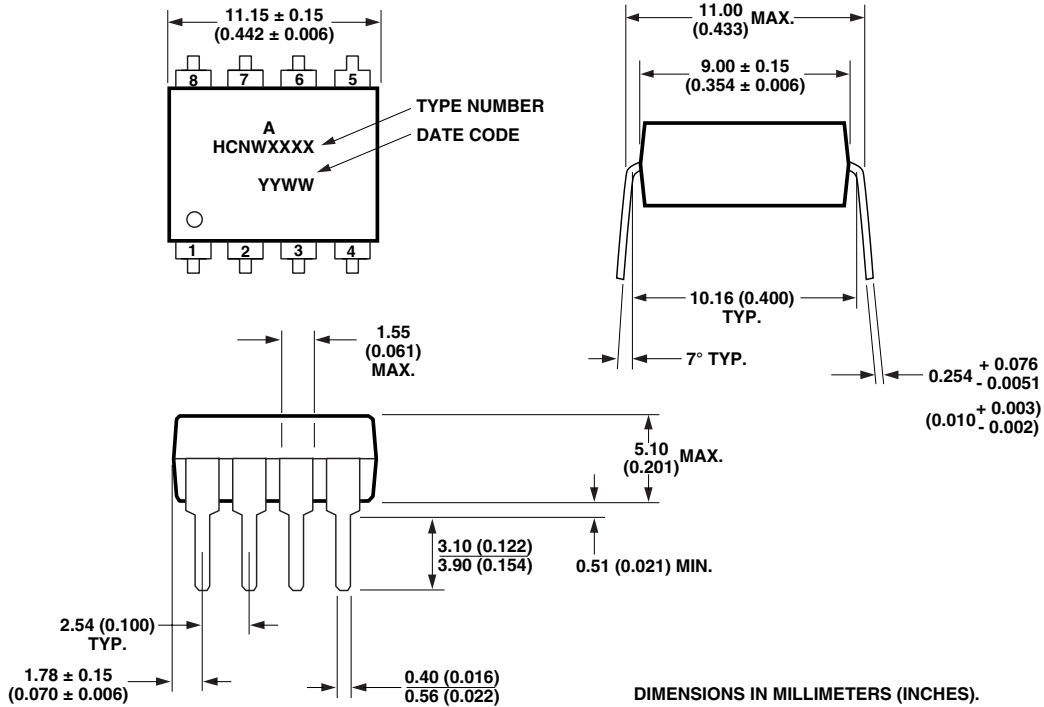 11.15 ± 0.15
(0.442 ± 0.006)
8 7 6 5
A
HCNWXXXX
YYWW
1 2 3 4
TYPE NUMBER
DATE CODE
11.00
(0.433)
MAX.
9.00 ± 0.15
(0.354 ± 0.006)
10.16 (0.400)
TYP.
7° TYP.
0.254 + 0.076
- 0.0051
(0.010 + 0.003)
- 0.002)
1.55
(0.061)
MAX.
5.10
(0.201)
MAX.
3.10 (0.122)
3.90 (0.154)
0.51 (0.021) MIN.
2.54 (0.100)
TYP.
1.78 ± 0.15
(0.070 ± 0.006)
0.40 (0.016)
0.56 (0.022)
DIMENSIONS IN MILLIMETERS (INCHES).